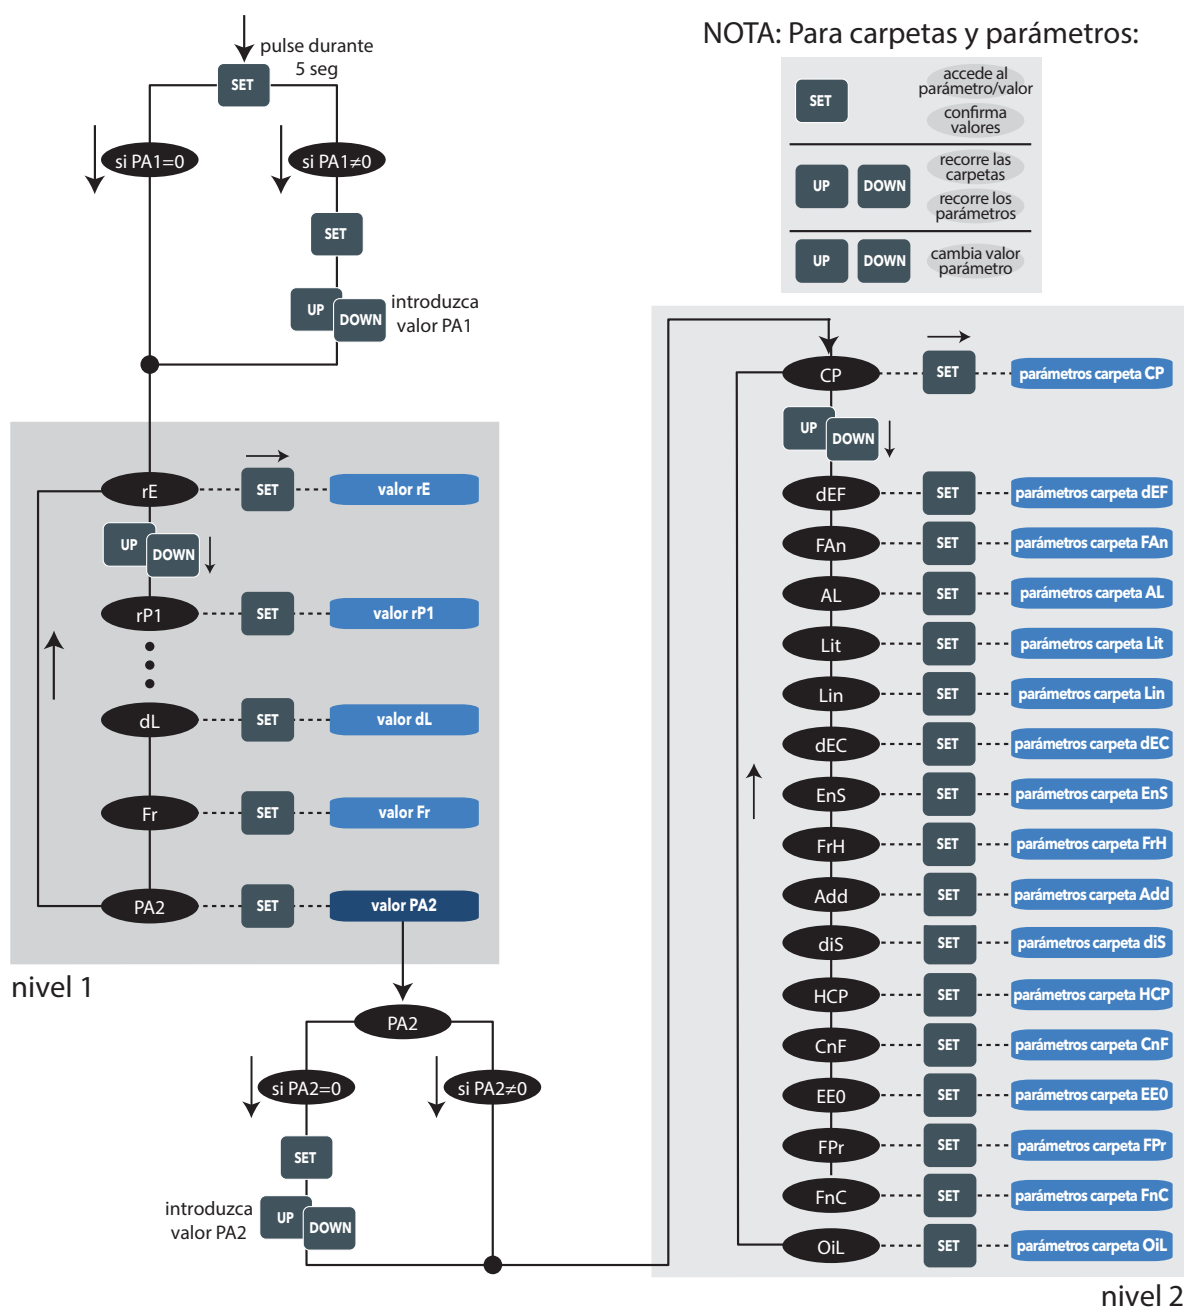 pulse durante
5 seg
SET
si PA1=0
si PA1≠0
SET
UP
DOWN
introduzca
valor PA1
NOTA: Para carpetas y parámetros:
SET
accede al
parámetro/valor
confirma
valores
UP
DOWN
recorre las
carpetas
recorre los
parámetros
UP
DOWN
cambia valor
parámetro
rE
SET
valor rE
UP
DOWN
rP1
SET
valor rP1
dL
SET
valor dL
Fr
SET
valor Fr
PA2
SET
valor PA2
nivel 1
PA2
si PA2=0
si PA2≠0
SET
introduzca
valor PA2
UP
DOWN
CP
SET
parámetros carpeta CP
UP
DOWN
dEF
SET
parámetros carpeta dEF
FAn
SET
parámetros carpeta FAn
AL
SET
parámetros carpeta AL
Lit
SET
parámetros carpeta Lit
Lin
SET
parámetros carpeta Lin
dEC
SET
parámetros carpeta dEC
EnS
SET
parámetros carpeta EnS
FrH
SET
parámetros carpeta FrH
Add
SET
parámetros carpeta Add
diS
SET
parámetros carpeta diS
HCP
SET
parámetros carpeta HCP
CnF
SET
parámetros carpeta CnF
EE0
SET
parámetros carpeta EE0
FPr
SET
parámetros carpeta FPr
FnC
SET
parámetros carpeta FnC
OiL
SET
parámetros carpeta OiL
nivel 2